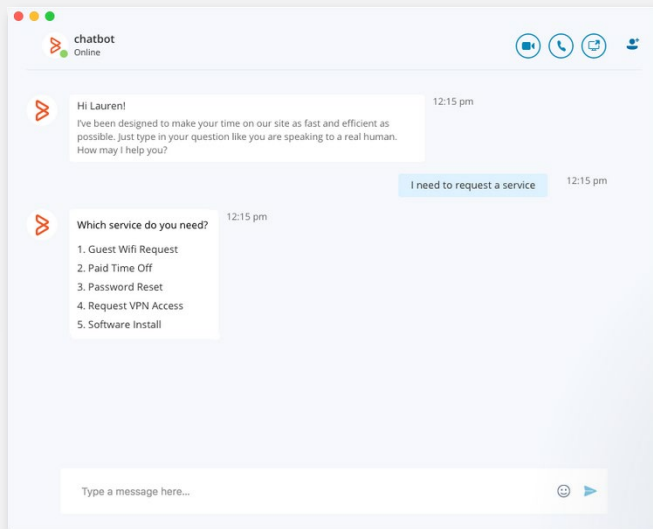 chatbot
Online
Hi Lauren!
12:15 pm
I've been designed to make your time on our site as fast and efficient as
possible. Just type in your question like you are speaking to a real human.
How may I help you?
I need to request a service
12:15 pm
Which service do you need?
12:15 pm
1. Guest Wifi Request
2. Paid Time Off
3. Password Reset
4. Request VPN Access
5. Software Install
Type a message here...